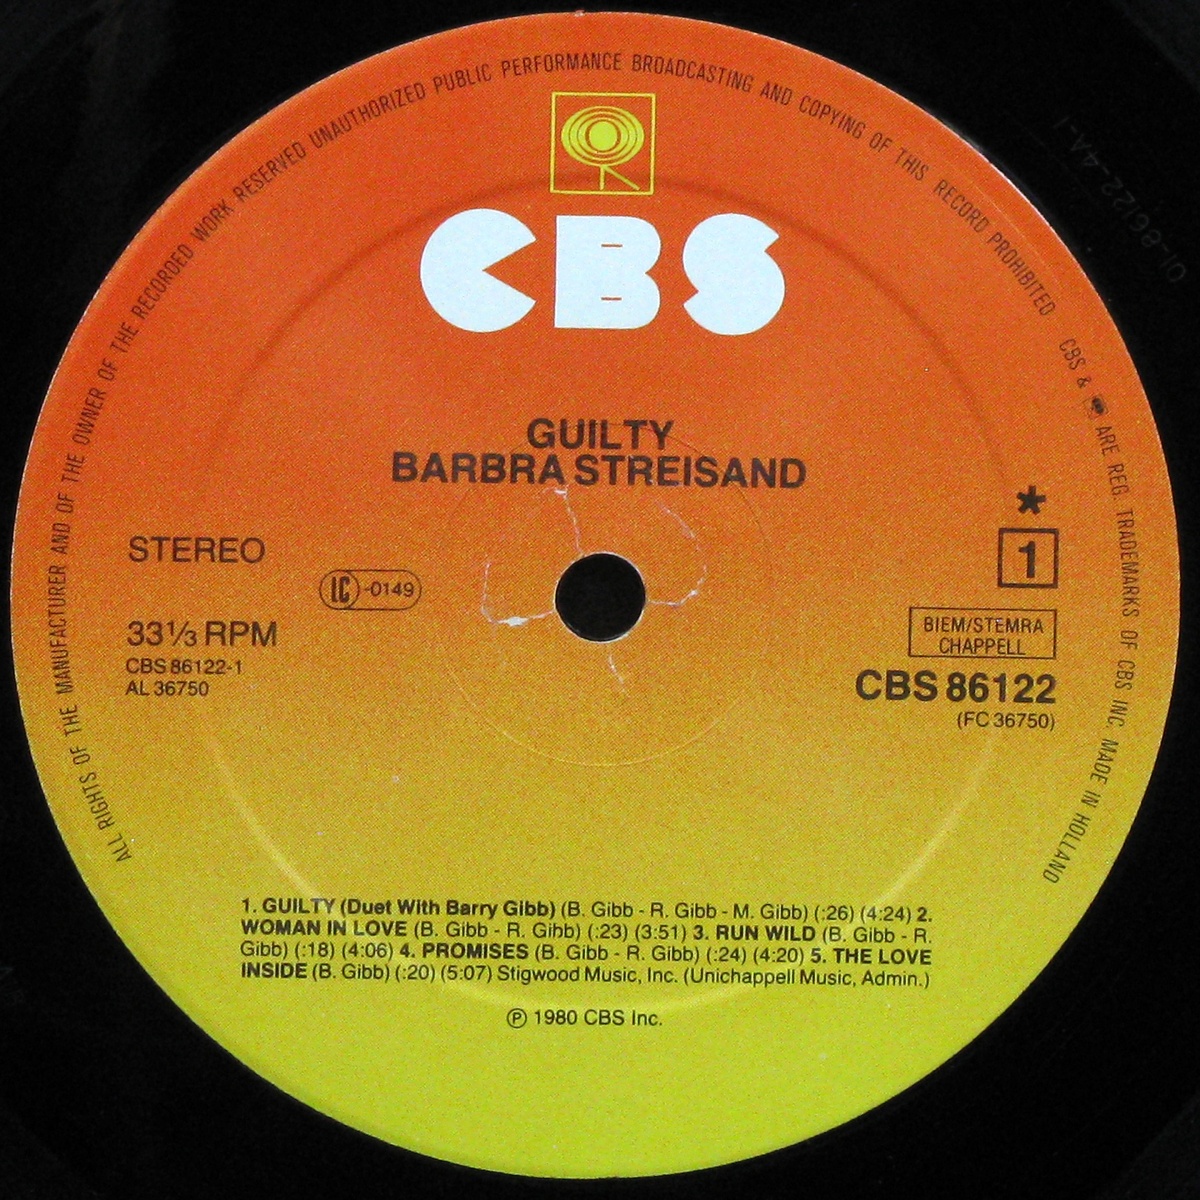 ALL RIGHTS OF THE MANUFACTURER AND OF THE OWNER OF THE RECORDED WORK RESERVED UNAUTHORIZED PUBLIC PERFORMANCE BROADCASTING AND COPYING OF THIS RECORD PROHIBITED CBS & ARE REG. TRADEMARKS OF CBS INC. MADE IN HOLLAND
CBS
GUILTY
BARBRA STREISAND
STEREO
LC-0149
33⅓ RPM
CBS 86122-1
AL 36750
*
1
BIEM/STEMRA
CHAPPELL
CBS 86122
(FC 36750)
1. GUILTY (Duet With Barry Gibb) (B. Gibb - R. Gibb - M. Gibb) (:26) (4:24) 2.
WOMAN IN LOVE (B. Gibb - R. Gibb) (:23) (3:51) 3. RUN WILD (B. Gibb - R.
Gibb) (:18) (4:06) 4. PROMISES (B. Gibb - R. Gibb) (:24) (4:20) 5. THE LOVE
INSIDE (B. Gibb) (:20) (5:07) Stigwood Music, Inc. (Unichappell Music, Admin.)
℗ 1980 CBS Inc.
01-86122-4A-1